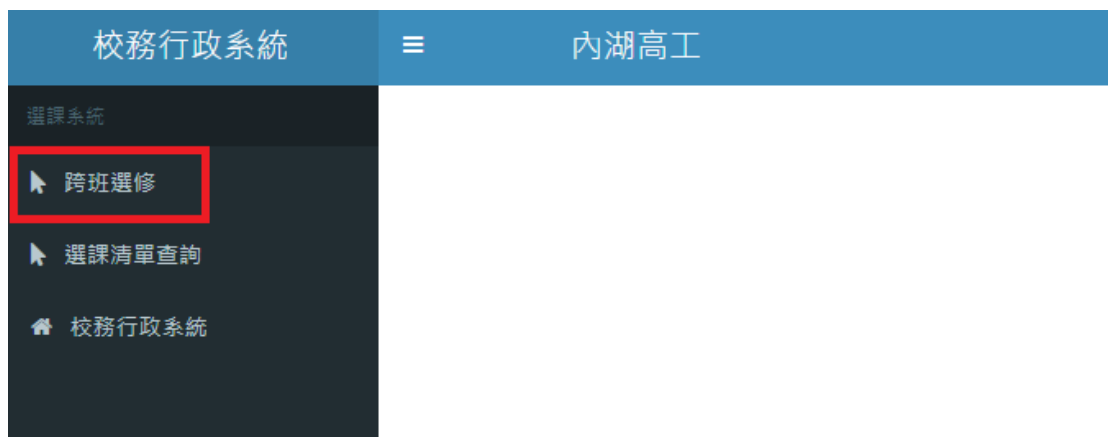 校務行政系統
內湖高工
選課系統
跨班選修
選課清單查詢
校務行政系統